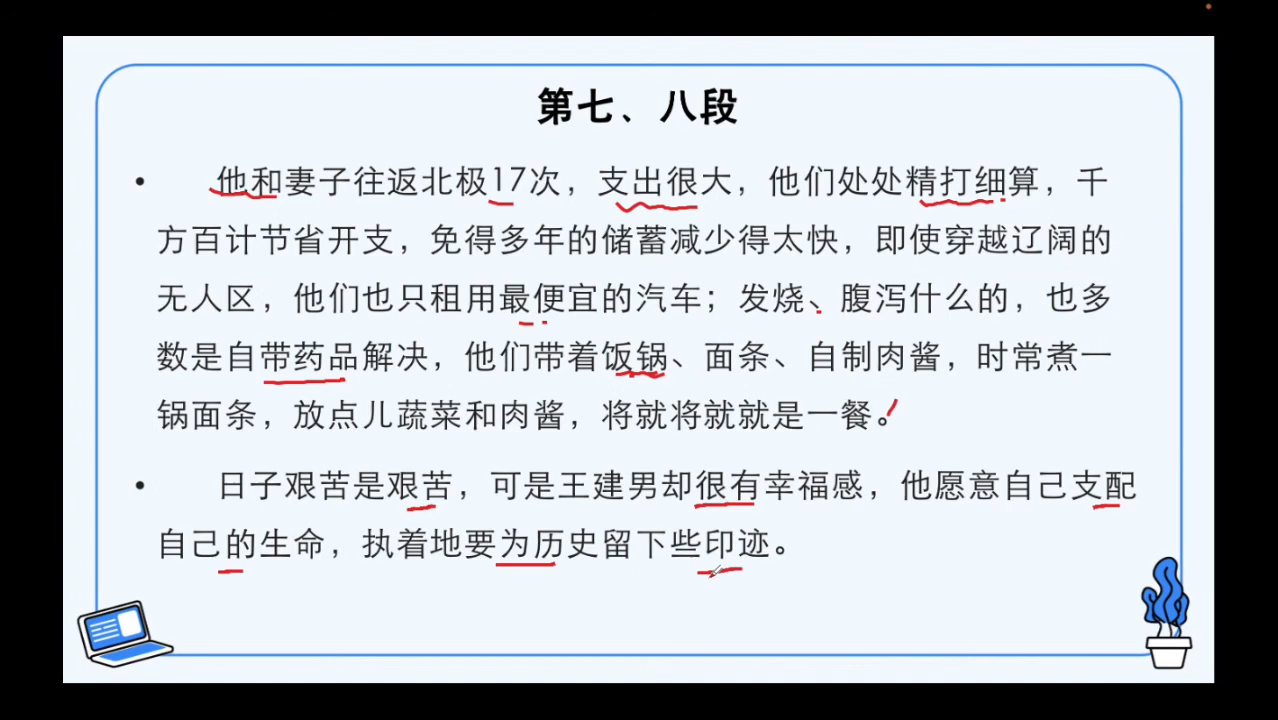 第七、八段
• 他和妻子往返北极17次，支出很大，他们处处精打细算，千
方百计节省开支，免得多年的储蓄减少得太快，即使穿越辽阔的
无人区，他们也只租用最便宜的汽车；发烧、腹泻什么的，也多
数是自带药品解决，他们带着饭锅、面条、自制肉酱，时常煮一
锅面条，放点儿蔬菜和肉酱，将就将就就是一餐。
• 日子艰苦是艰苦，可是王建男却很有幸福感，他愿意自己支配
自己的生命，执着地要为历史留下些印迹。